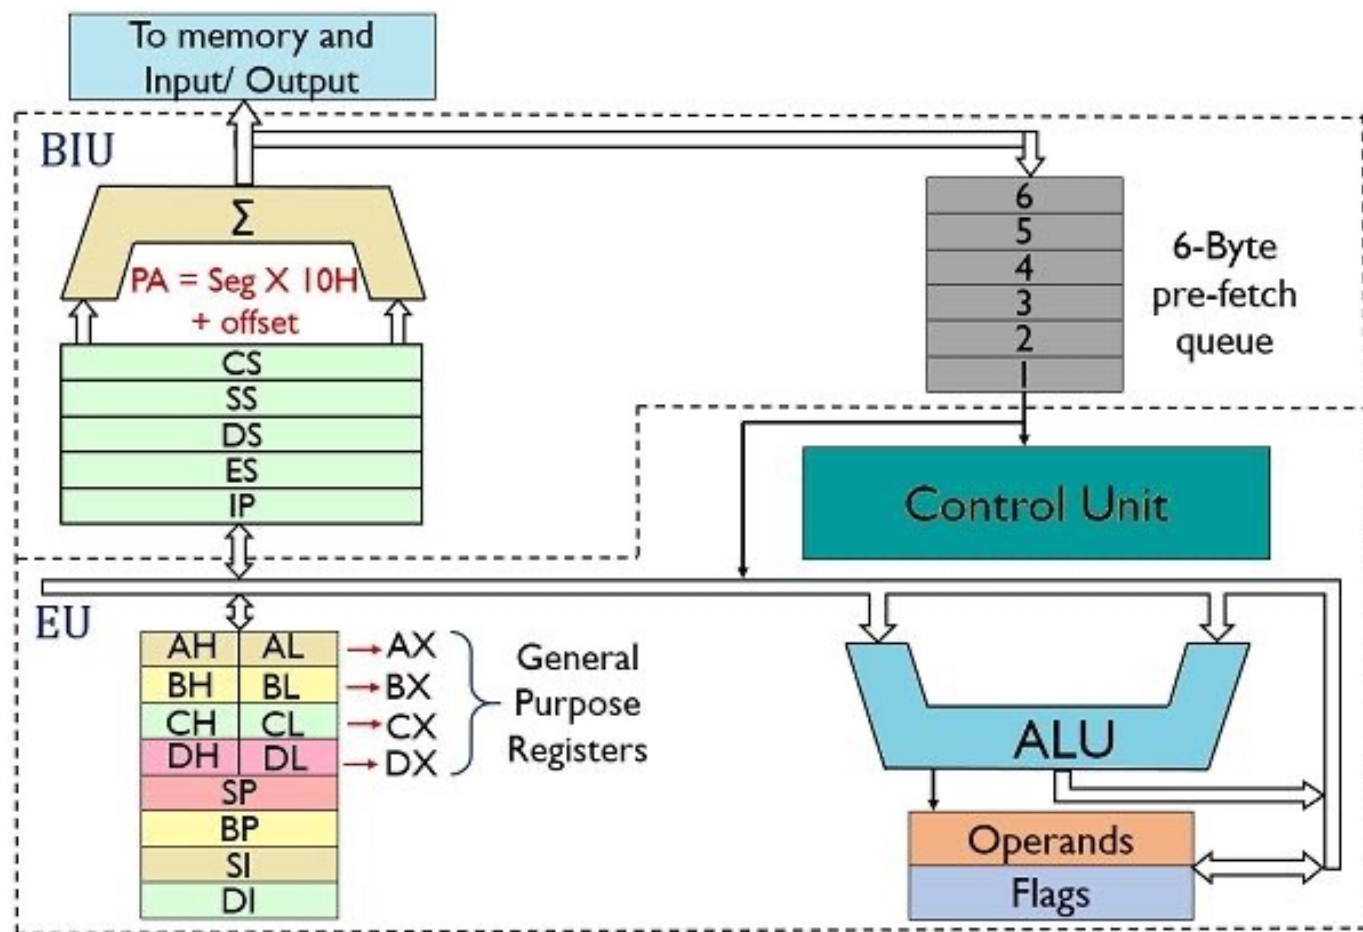 To memory and
Input/ Output
BIU
Σ
PA = Seg X 10H
+ offset
CS
SS
DS
ES
IP
6
5
4
3
2
1
6-Byte
pre-fetch
queue
Control Unit
EU
AH AL AX
BH BL BX
CH CL CX
DH DL DX
SP
BP
SI
DI
General
Purpose
Registers
ALU
Operands
Flags